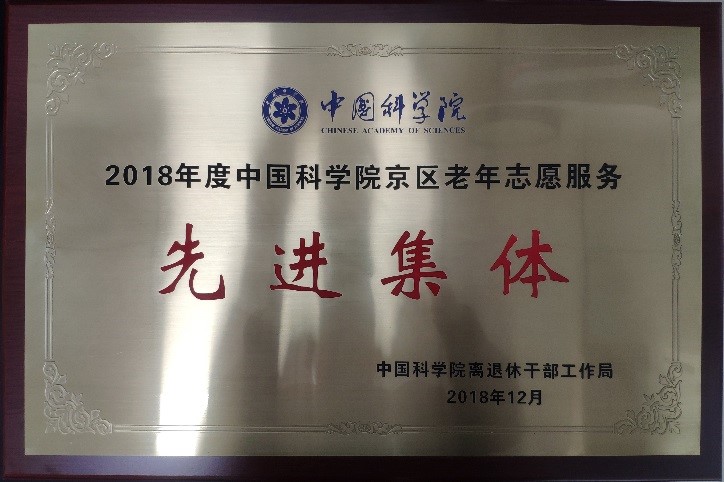 中国科学院
CHINESE ACADEMY OF SCIENCES
2018年度中国科学院京区老年志愿服务
先进集体
中国科学院离退休干部工作局
2018年12月